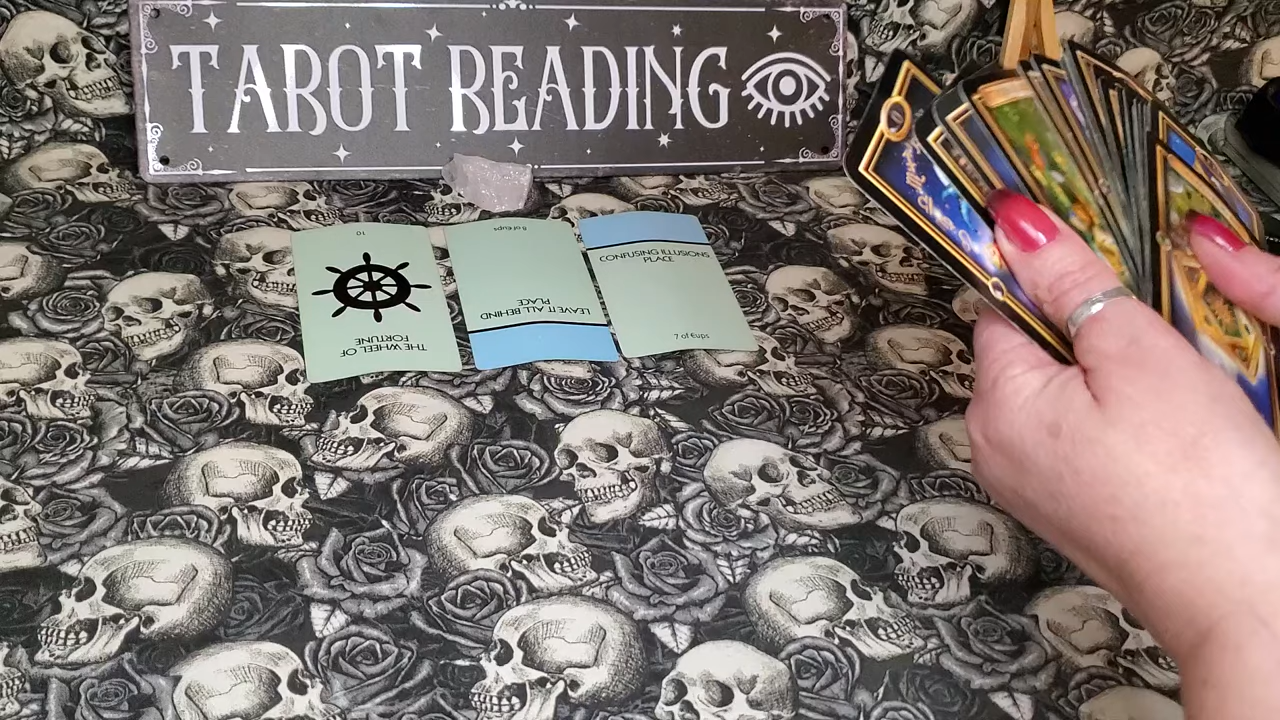 TAROT READING
10
THE WHEEL OF
FORTUNE
8 of Cups
LEAVE IT ALL BEHIND
PLACE
CONFUSING ILLUSIONS
PLACE
7 of Cups